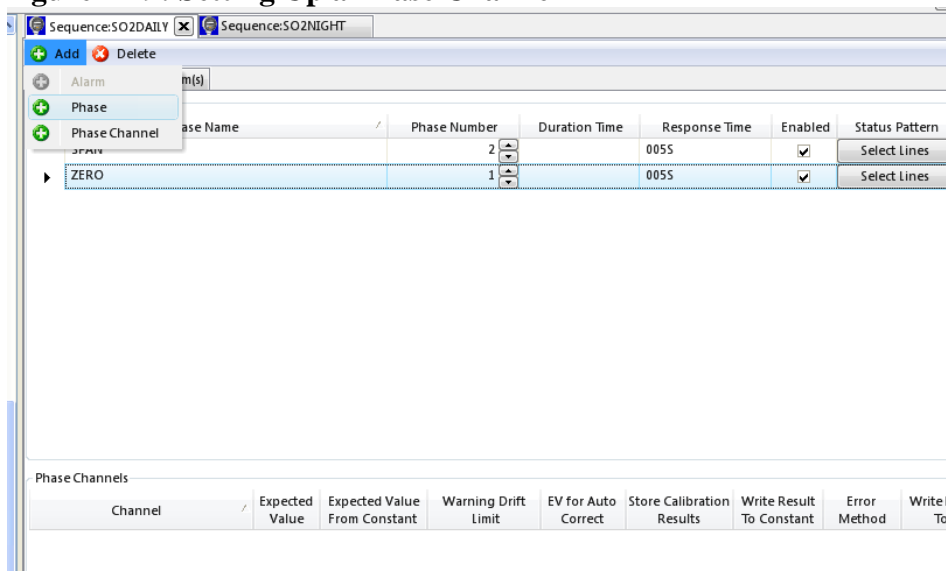 Sequence:SO2DAILY Sequence:SO2NIGHT
Add Delete
Alarm m(s)
Phase
Phase Channel ase Name Phase Number Duration Time Response Time Enabled Status Pattern
SPAN 2 005S Select Lines
ZERO 1 005S Select Lines
Phase Channels
Channel Expected Value Expected Value From Constant Warning Drift Limit EV for Auto Correct Store Calibration Results Write Result To Constant Error Method Write To